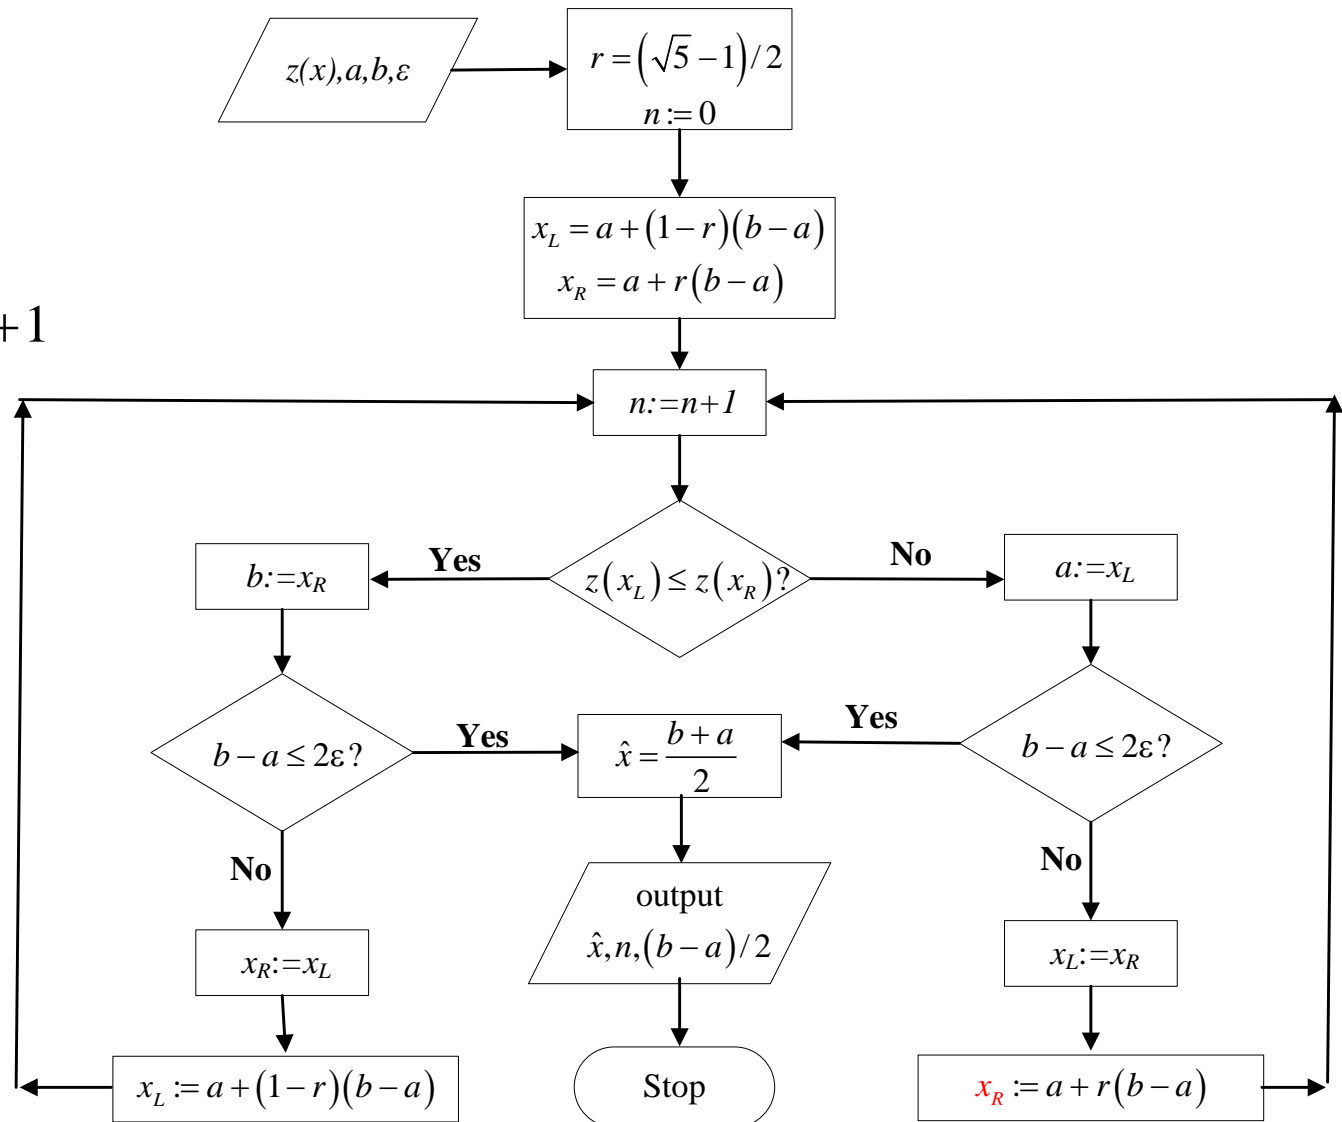 z(x),a,b,ε
r = (√5 − 1)/2
n := 0
x_L = a + (1 − r)(b − a)
x_R = a + r(b − a)
+1
n:=n+1
z(x_L) ≤ z(x_R)?
Yes
No
b:=x_R
a:=x_L
b − a ≤ 2ε?
Yes
x̂ = (b + a)/2
Yes
b − a ≤ 2ε?
No
No
output
x̂, n, (b − a)/2
x_R:=x_L
x_L:=x_R
x_L := a + (1 − r)(b − a)
Stop
x_R := a + r(b − a)